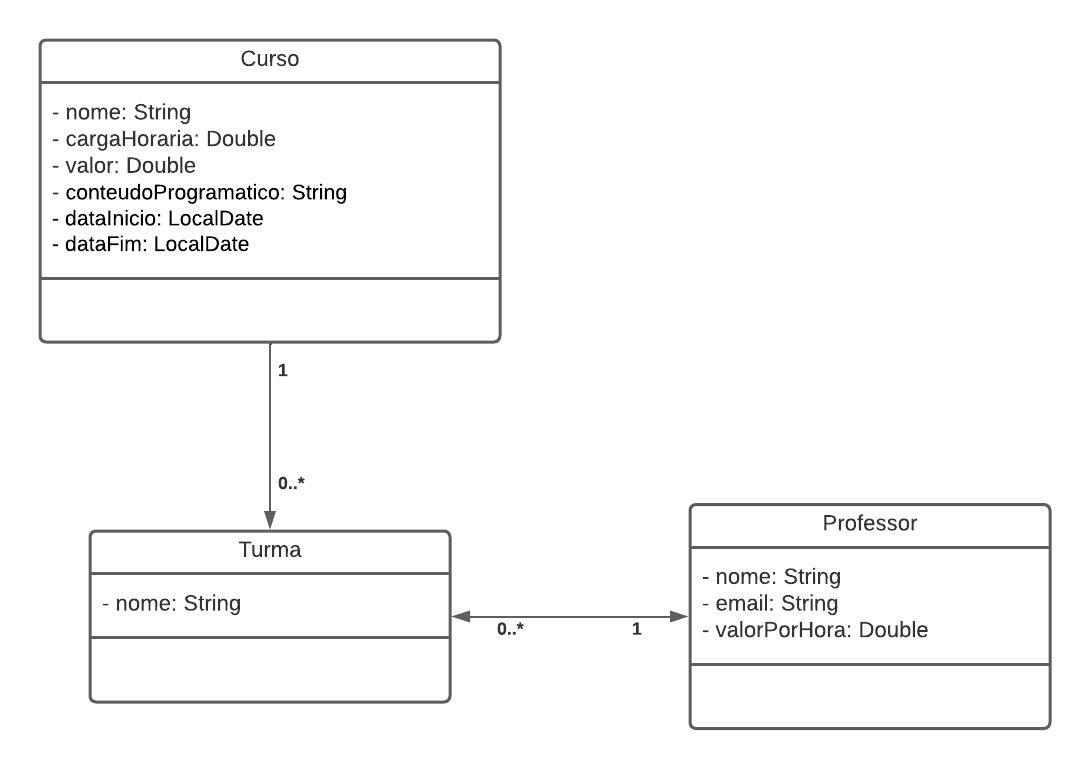 Curso
- nome: String
- cargaHoraria: Double
- valor: Double
- conteudoProgramatico: String
- dataInicio: LocalDate
- dataFim: LocalDate
1
0..*
Turma
- nome: String
0..*
1
Professor
- nome: String
- email: String
- valorPorHora: Double